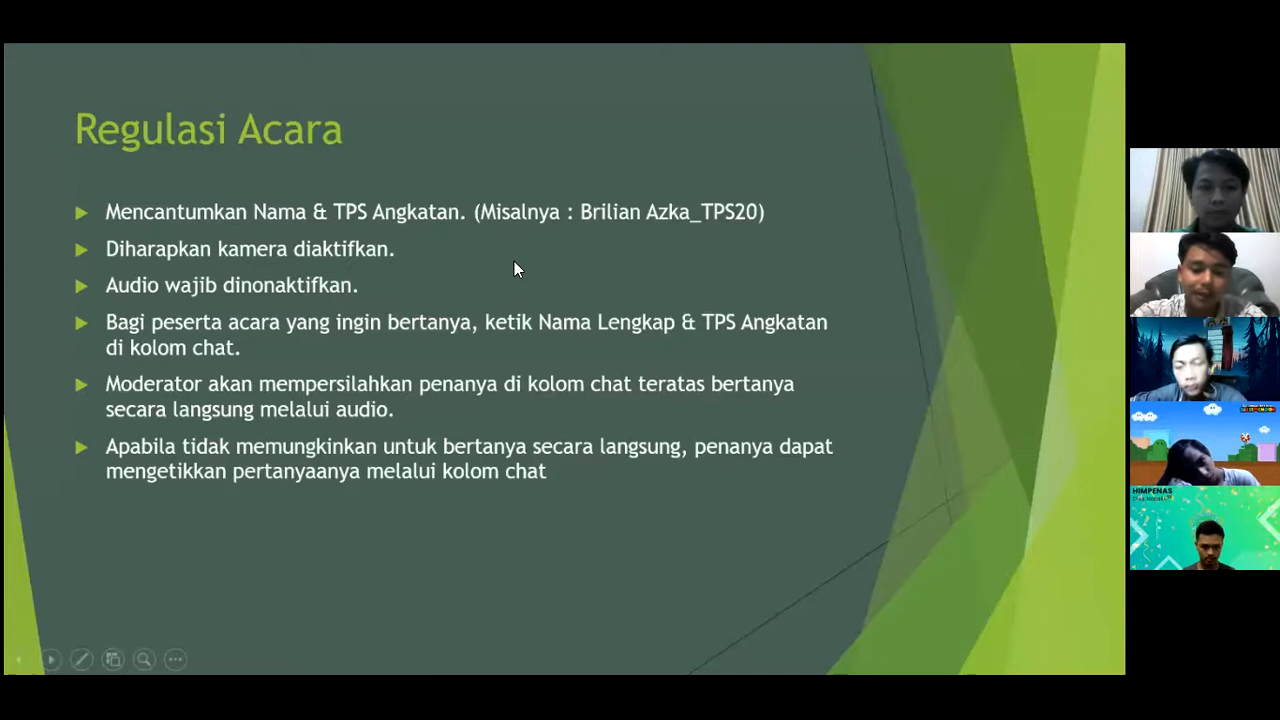 Regulasi Acara
Mencantumkan Nama & TPS Angkatan. (Misalnya : Brilian Azka_TPS20)
Diharapkan kamera diaktifkan.
Audio wajib dinonaktifkan.
Bagi peserta acara yang ingin bertanya, ketik Nama Lengkap & TPS Angkatan
di kolom chat.
Moderator akan mempersilahkan penanya di kolom chat teratas bertanya
secara langsung melalui audio.
Apabila tidak memungkinkan untuk bertanya secara langsung, penanya dapat
mengetikkan pertanyaanya melalui kolom chat
HIMPENAS